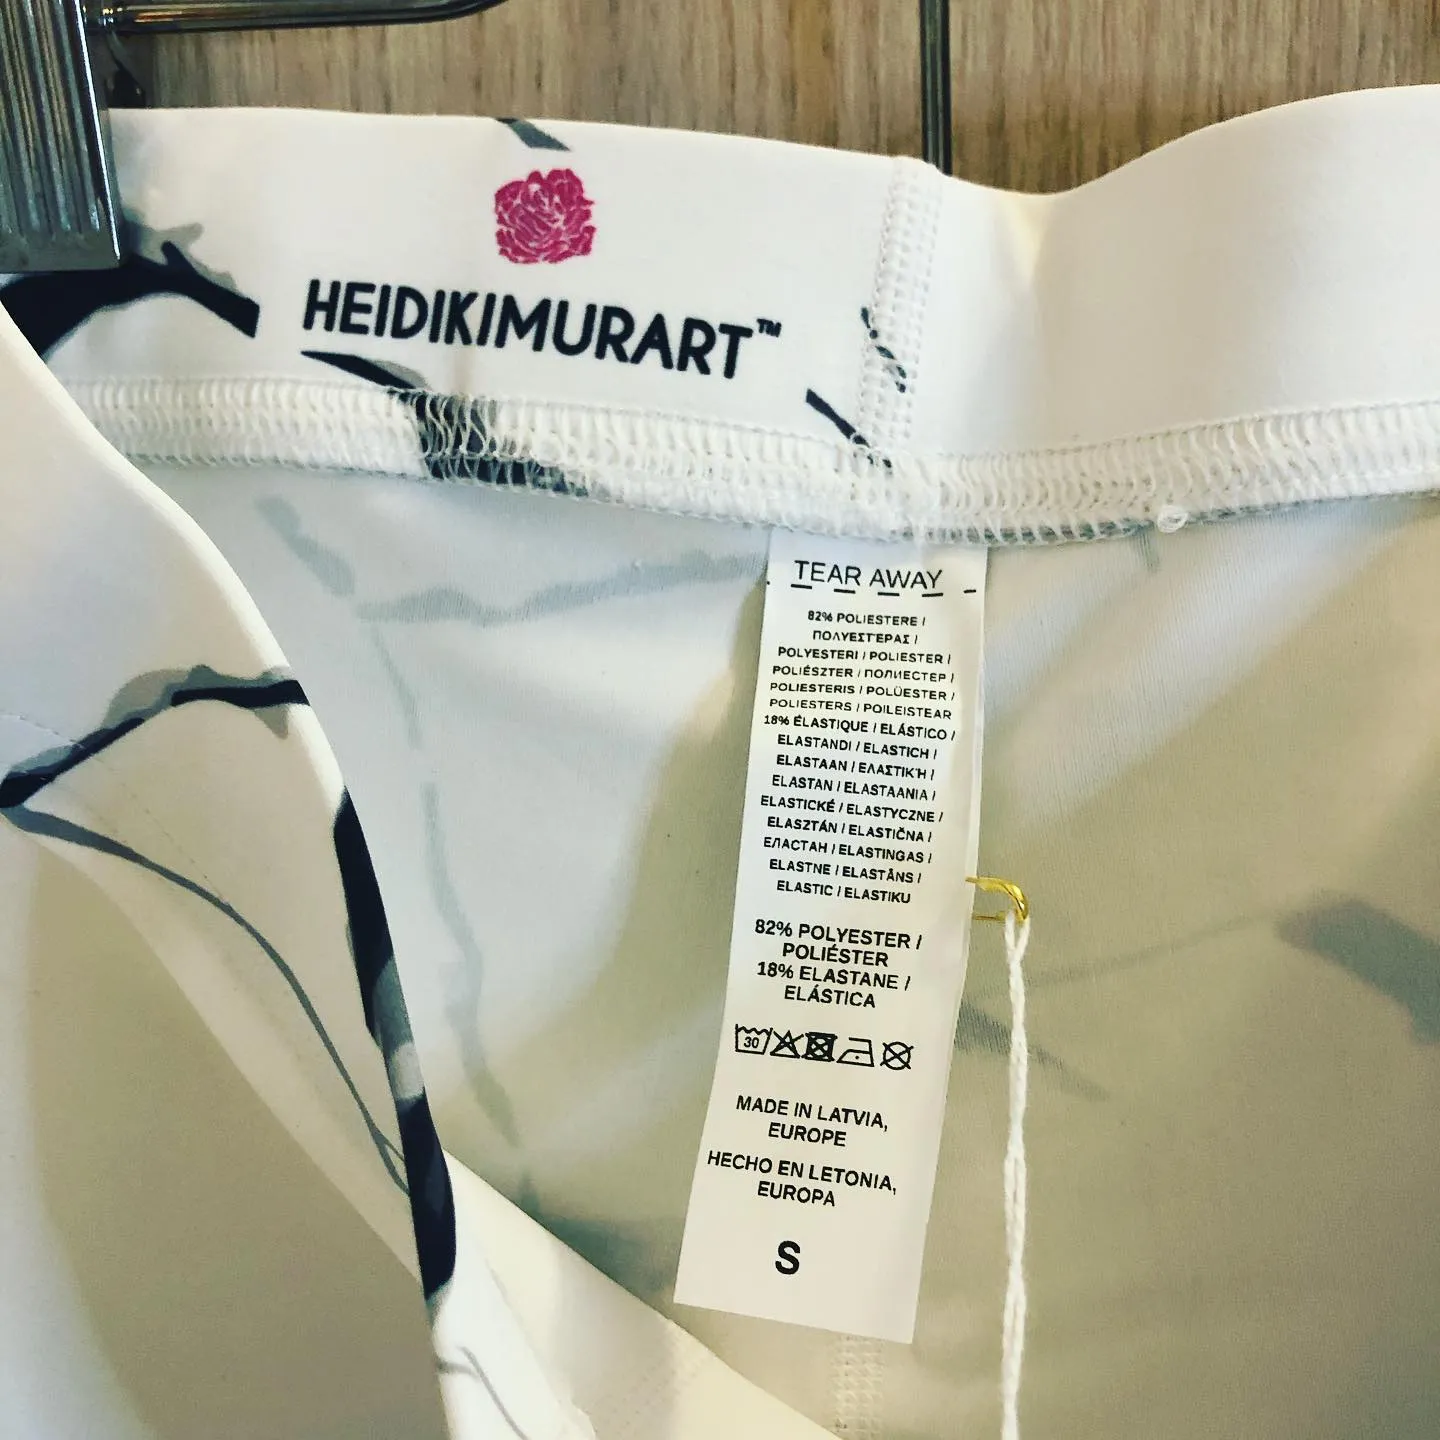 HEIDIKIMURART™
TEAR AWAY
82% POLIESTERE /
ΠΟΛΥΕΣΤΈΡΑΣ /
POLYESTERI / POLIESTER /
POLIÉSZTER / ПОЛИЕСТЕР /
POLIESTERIS / POLÜESTER /
POLIESTERS / POILEISTEAR
18% ÉLASTIQUE / ELÁSTICO /
ELASTANDI / ELASTICH /
ELASTAAN / ΕΛΑΣΤΙΚΉ /
ELASTAN / ELASTAANIA /
ELASTICKÉ / ELASTYCZNE /
ELASZTÁN / ELASTIČNA /
ЕЛАСТАН / ELASTINGAS /
ELASTNE / ELASTĀNS /
ELASTIC / ELASTIKU
82% POLYESTER /
POLIÉSTER
18% ELASTANE /
ELÁSTICA
30
MADE IN LATVIA,
EUROPE
HECHO EN LETONIA,
EUROPA
S